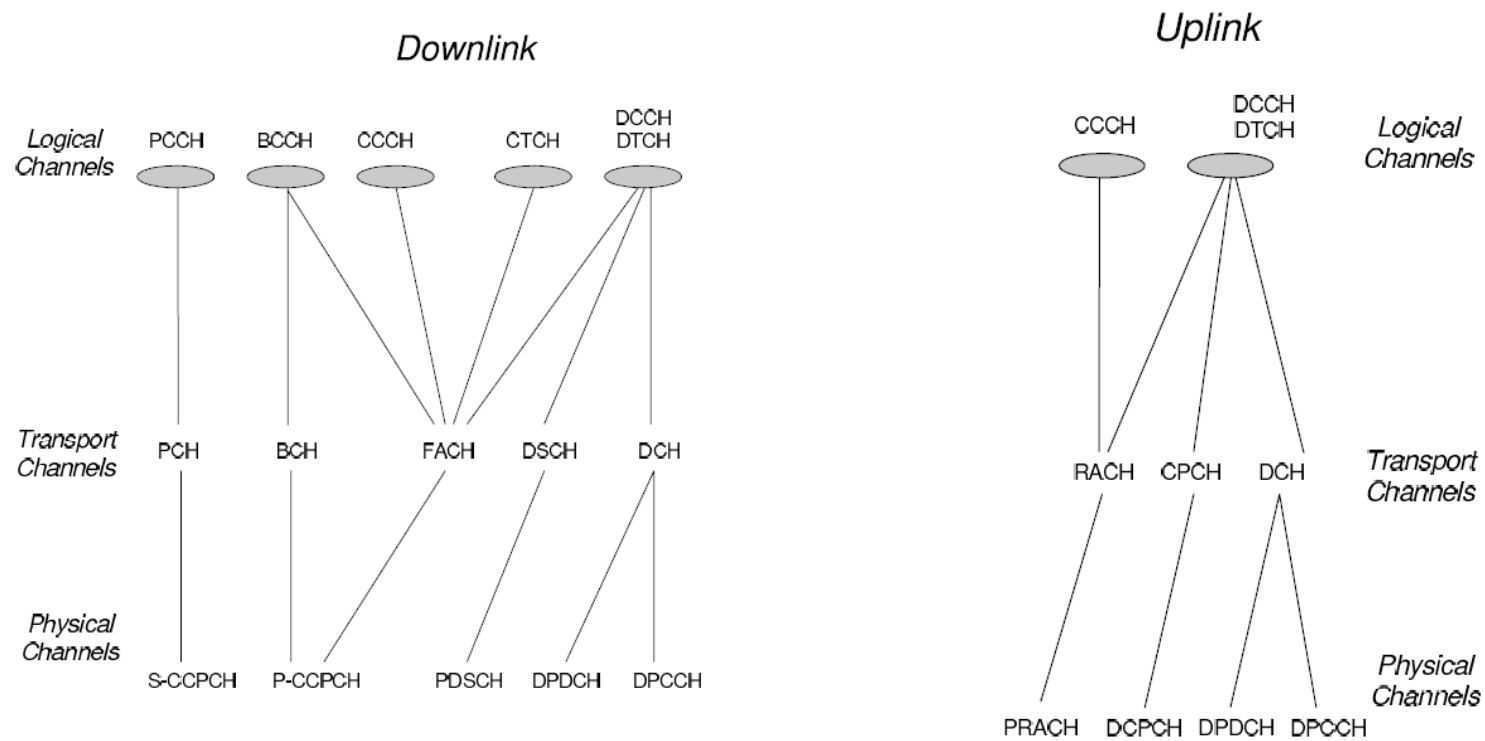 Downlink
Uplink
Logical
Channels
PCCH
BCCH
CCCH
CTCH
DCCH
DTCH
CCCH
DCCH
DTCH
Logical
Channels
Transport
Channels
PCH
BCH
FACH
DSCH
DCH
RACH
CPCH
DCH
Transport
Channels
Physical
Channels
S-CCPCH
P-CCPCH
PDSCH
DPDCH
DPCCH
PRACH
DCPCH
DPDCH
DPCCH
Physical
Channels